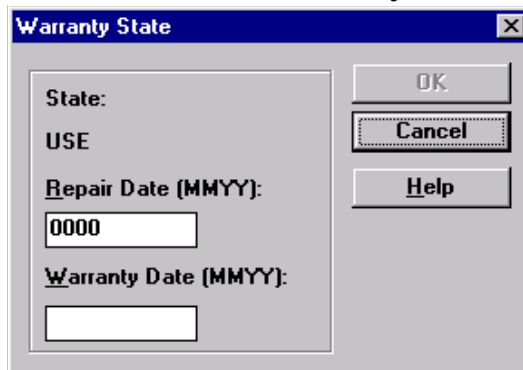 Warranty State
State:
USE
Repair Date (MMYY):
0000
Warranty Date (MMYY):
OK
Cancel
Help